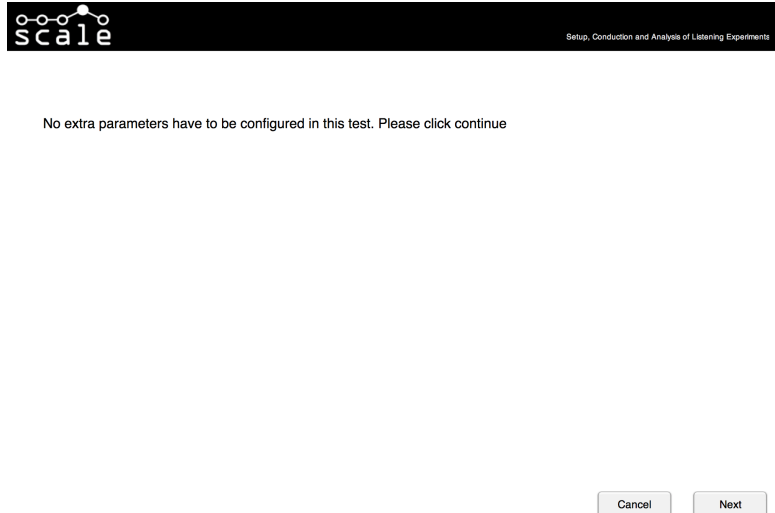 scale
Setup, Conduction and Analysis of Listening Experiments
No extra parameters have to be configured in this test. Please click continue
Cancel
Next